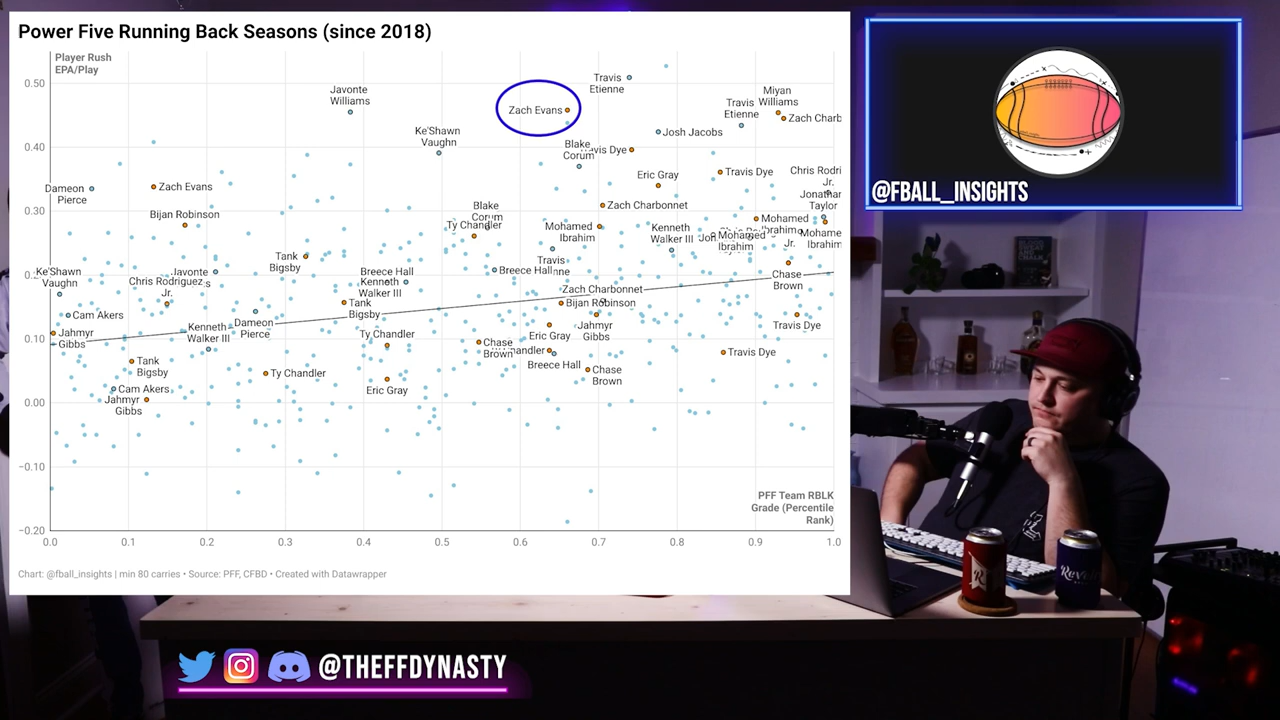 Power Five Running Back Seasons (since 2018)
Player Rush
EPA/Play
0.50
0.40
0.30
0.20
0.10
0.00
−0.10
−0.20
Travis
Etienne
Javonte
Williams
Zach Evans
Miyan
Williams
Travis
Etienne
Zach Charb
Ke'Shawn
Vaughn
Josh Jacobs
Blake
Corum
Travis Dye
Eric Gray
Travis Dye
Chris Rodri
Jr.
Jonathan
Taylor
Dameon
Pierce
Zach Evans
Bijan Robinson
Blake
Corum
Ty Chandler
Zach Charbonnet
Mohamed
Ibrahim
Kenneth
Walker III
Mohamed
Ibrahim
Mohamed
Ibrahim
Jr.
Mohame
Ibrahim
Tank
Bigsby
Travis
Breece Hall
Ke'Shawn
Vaughn
Javonte
Chris Rodriguez
Jr.
Breece Hall
Kenneth
Walker III
Chase
Brown
Zach Charbonnet
Bijan Robinson
Tank
Bigsby
Cam Akers
Kenneth
Walker III
Dameon
Pierce
Jahmyr
Gibbs
Ty Chandler
Eric Gray
Jahmyr
Gibbs
Travis Dye
Chase
Brown
Breece Hall
Travis Dye
Tank
Bigsby
Ty Chandler
Eric Gray
Chase
Brown
Cam Akers
Jahmyr
Gibbs
PFF Team RBLK
Grade (Percentile
Rank)
0.0 0.1 0.2 0.3 0.4 0.5 0.6 0.7 0.8 0.9 1.0
Chart: @fball_insights | min 80 carries • Source: PFF, CFBD • Created with Datawrapper
@FBALL_INSIGHTS
@THEFFDYNASTY